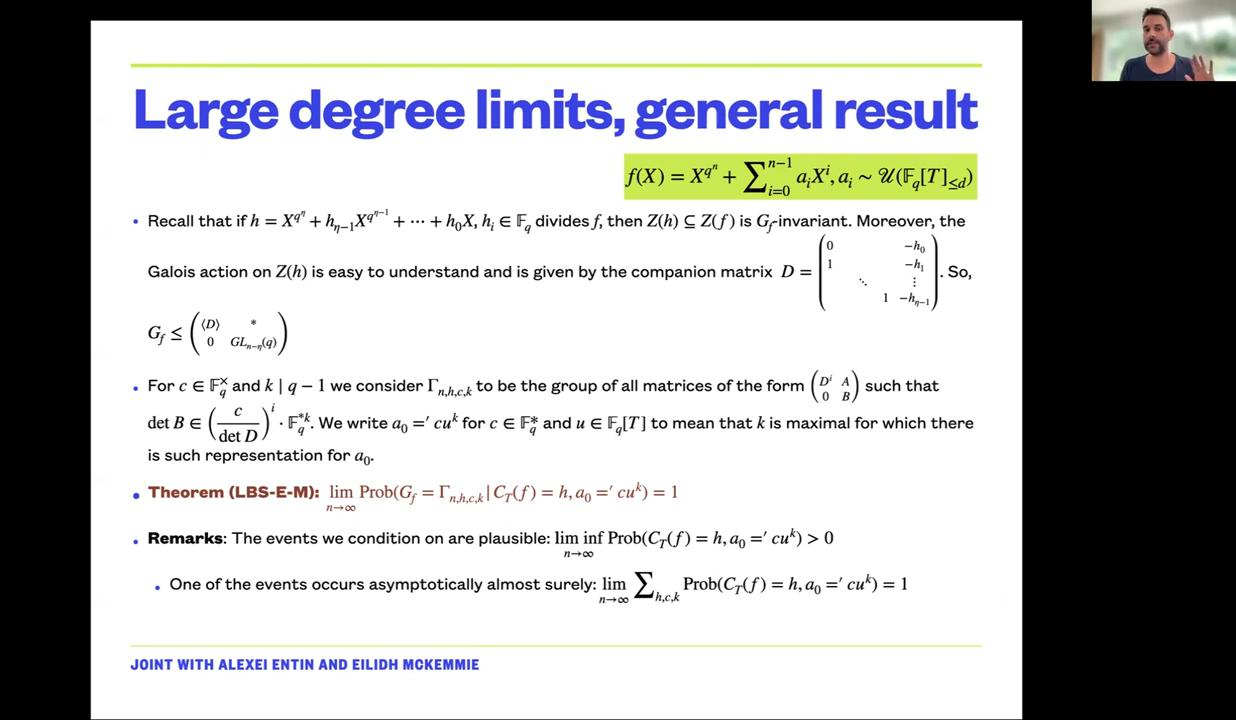 Large degree limits, general result
f(X) = X^{q^n} + ∑_{i=0}^{n−1} a_i X^i, a_i ∼ 𝒰(𝔽_q[T]_{≤d})
• Recall that if h = X^{q^η} + h_{η−1}X^{q^{η−1}} + ⋯ + h_0X, h_i ∈ 𝔽_q divides f, then Z(h) ⊆ Z(f) is G_f-invariant. Moreover, the
Galois action on Z(h) is easy to understand and is given by the companion matrix D = (0 −h_0; 1 −h_1; ⋱ ⋮; 1 −h_{η−1}). So,
G_f ≤ (⟨D⟩ *; 0 GL_{n−η}(q))
• For c ∈ 𝔽_q^× and k | q − 1 we consider Γ_{n,h,c,k} to be the group of all matrices of the form (D^i A; 0 B) such that
det B ∈ (c / det D)^i · 𝔽_q^{*k}. We write a_0 =′ cu^k for c ∈ 𝔽_q^* and u ∈ 𝔽_q[T] to mean that k is maximal for which there
is such representation for a_0.
• Theorem (LBS-E-M): lim_{n→∞} Prob(G_f = Γ_{n,h,c,k} | C_T(f) = h, a_0 =′ cu^k) = 1
• Remarks: The events we condition on are plausible: lim inf_{n→∞} Prob(C_T(f) = h, a_0 =′ cu^k) > 0
• One of the events occurs asymptotically almost surely: lim_{n→∞} ∑_{h,c,k} Prob(C_T(f) = h, a_0 =′ cu^k) = 1
JOINT WITH ALEXEI ENTIN AND EILIDH MCKEMMIE